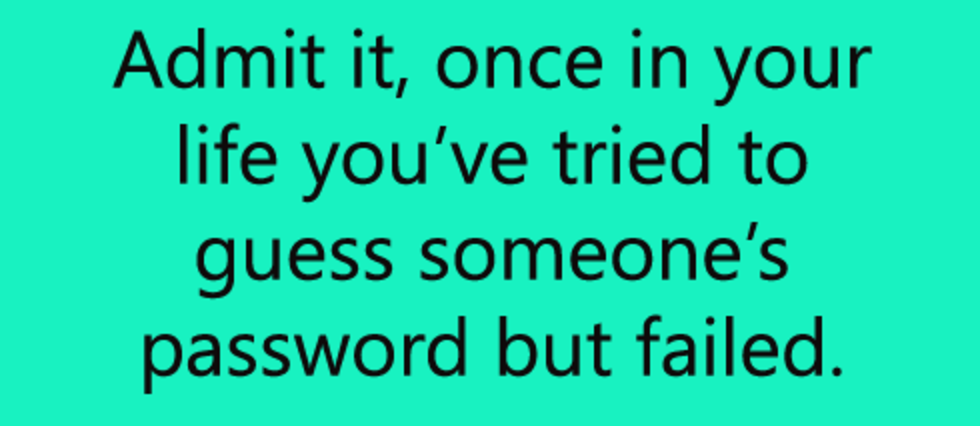 Admit it, once in your
life you’ve tried to
guess someone’s
password but failed.